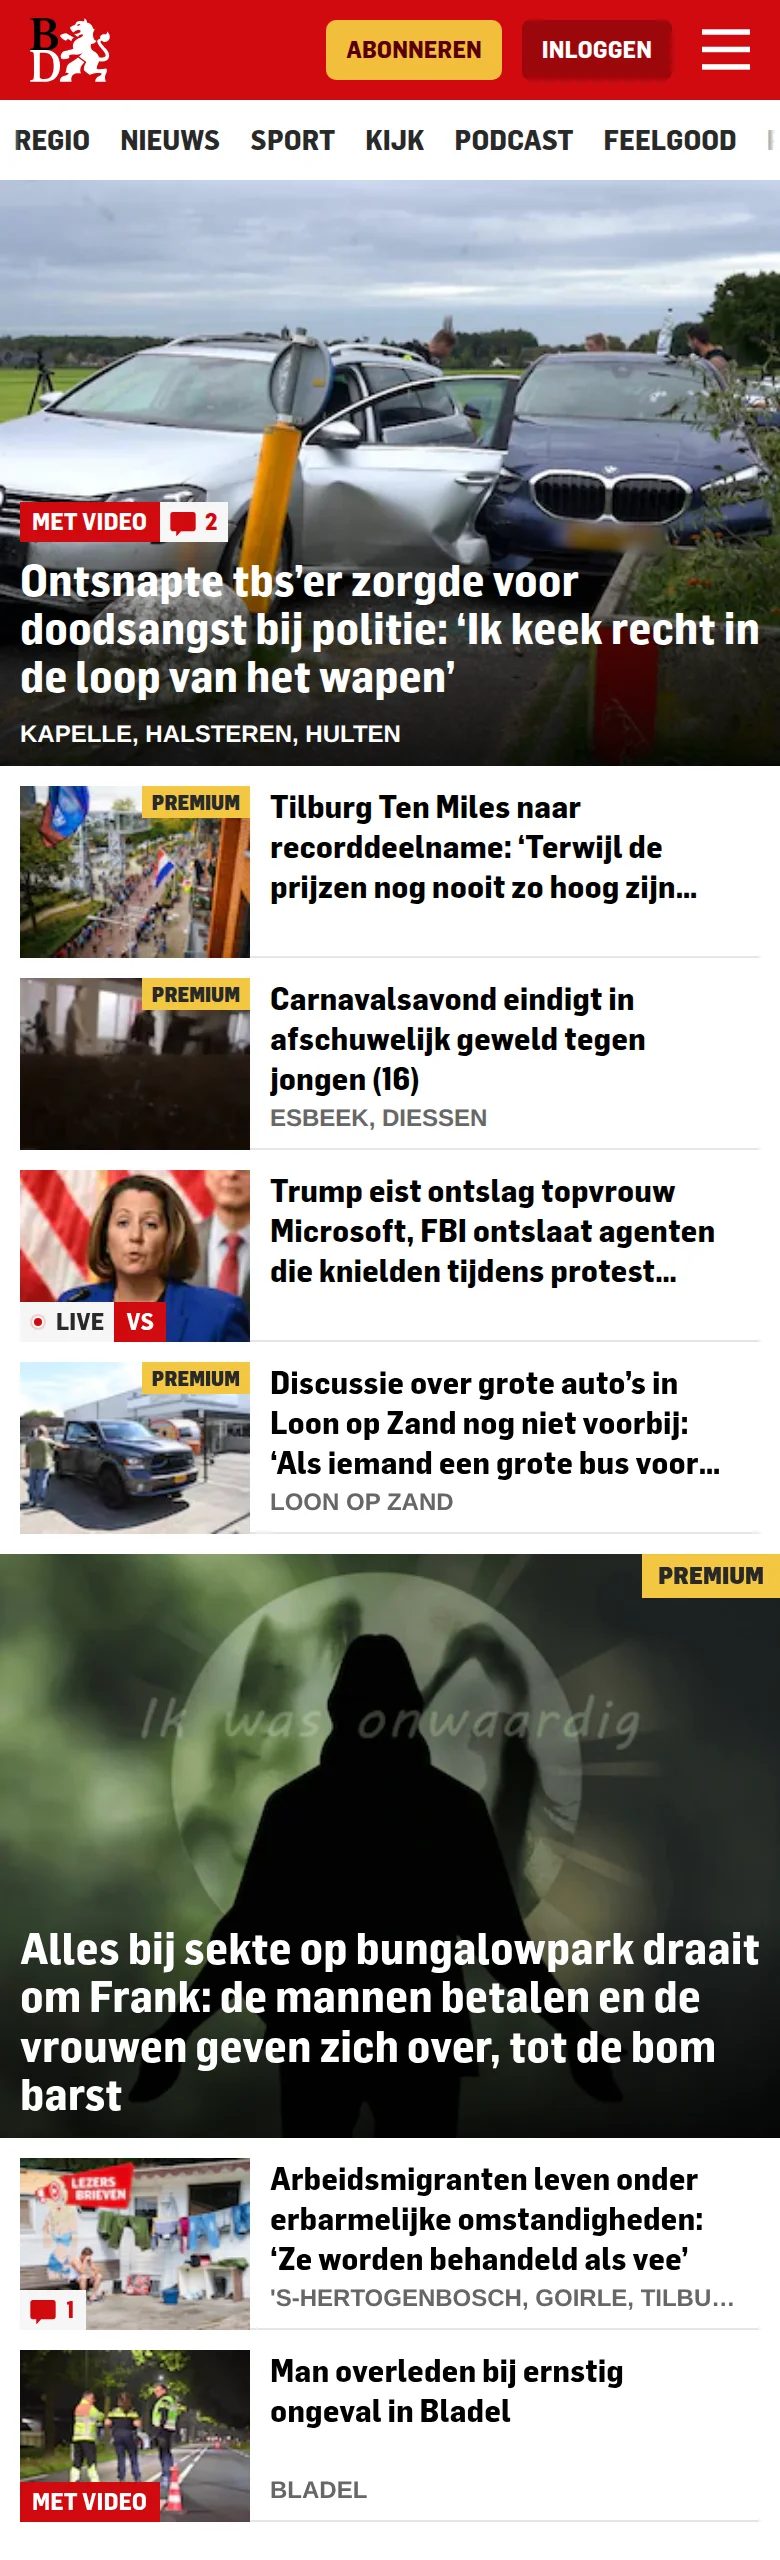 BD
ABONNEREN
INLOGGEN
REGIO NIEUWS SPORT KIJK PODCAST FEELGOOD
MET VIDEO 2
Ontsnapte tbs’er zorgde voor
doodsangst bij politie: ‘Ik keek recht in
de loop van het wapen’
KAPELLE, HALSTEREN, HULTEN
PREMIUM
Tilburg Ten Miles naar
recorddeelname: ‘Terwijl de
prijzen nog nooit zo hoog zijn...
PREMIUM
Carnavalsavond eindigt in
afschuwelijk geweld tegen
jongen (16)
ESBEEK, DIESSEN
LIVE VS
Trump eist ontslag topvrouw
Microsoft, FBI ontslaat agenten
die knielden tijdens protest...
PREMIUM
Discussie over grote auto’s in
Loon op Zand nog niet voorbij:
‘Als iemand een grote bus voor...
LOON OP ZAND
PREMIUM
Ik was onwaardig
Alles bij sekte op bungalowpark draait
om Frank: de mannen betalen en de
vrouwen geven zich over, tot de bom
barst
LEZERS
BRIEVEN
1
Arbeidsmigranten leven onder
erbarmelijke omstandigheden:
‘Ze worden behandeld als vee’
'S-HERTOGENBOSCH, GOIRLE, TILBU...
MET VIDEO
Man overleden bij ernstig
ongeval in Bladel
BLADEL